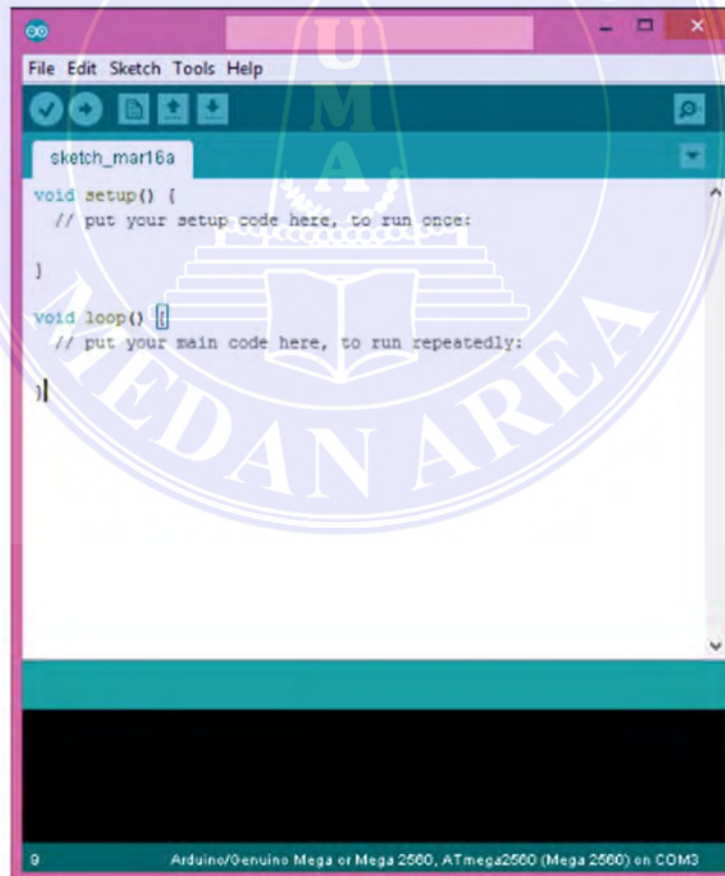 File Edit Sketch Tools Help
sketch_mar16a
void setup() {
// put your setup code here, to run once:
}
void loop() {
// put your main code here, to run repeatedly:
}
UMA
MEDAN AREA
9 Arduino/Genuino Mega or Mega 2560, ATmega2560 (Mega 2560) on COM3